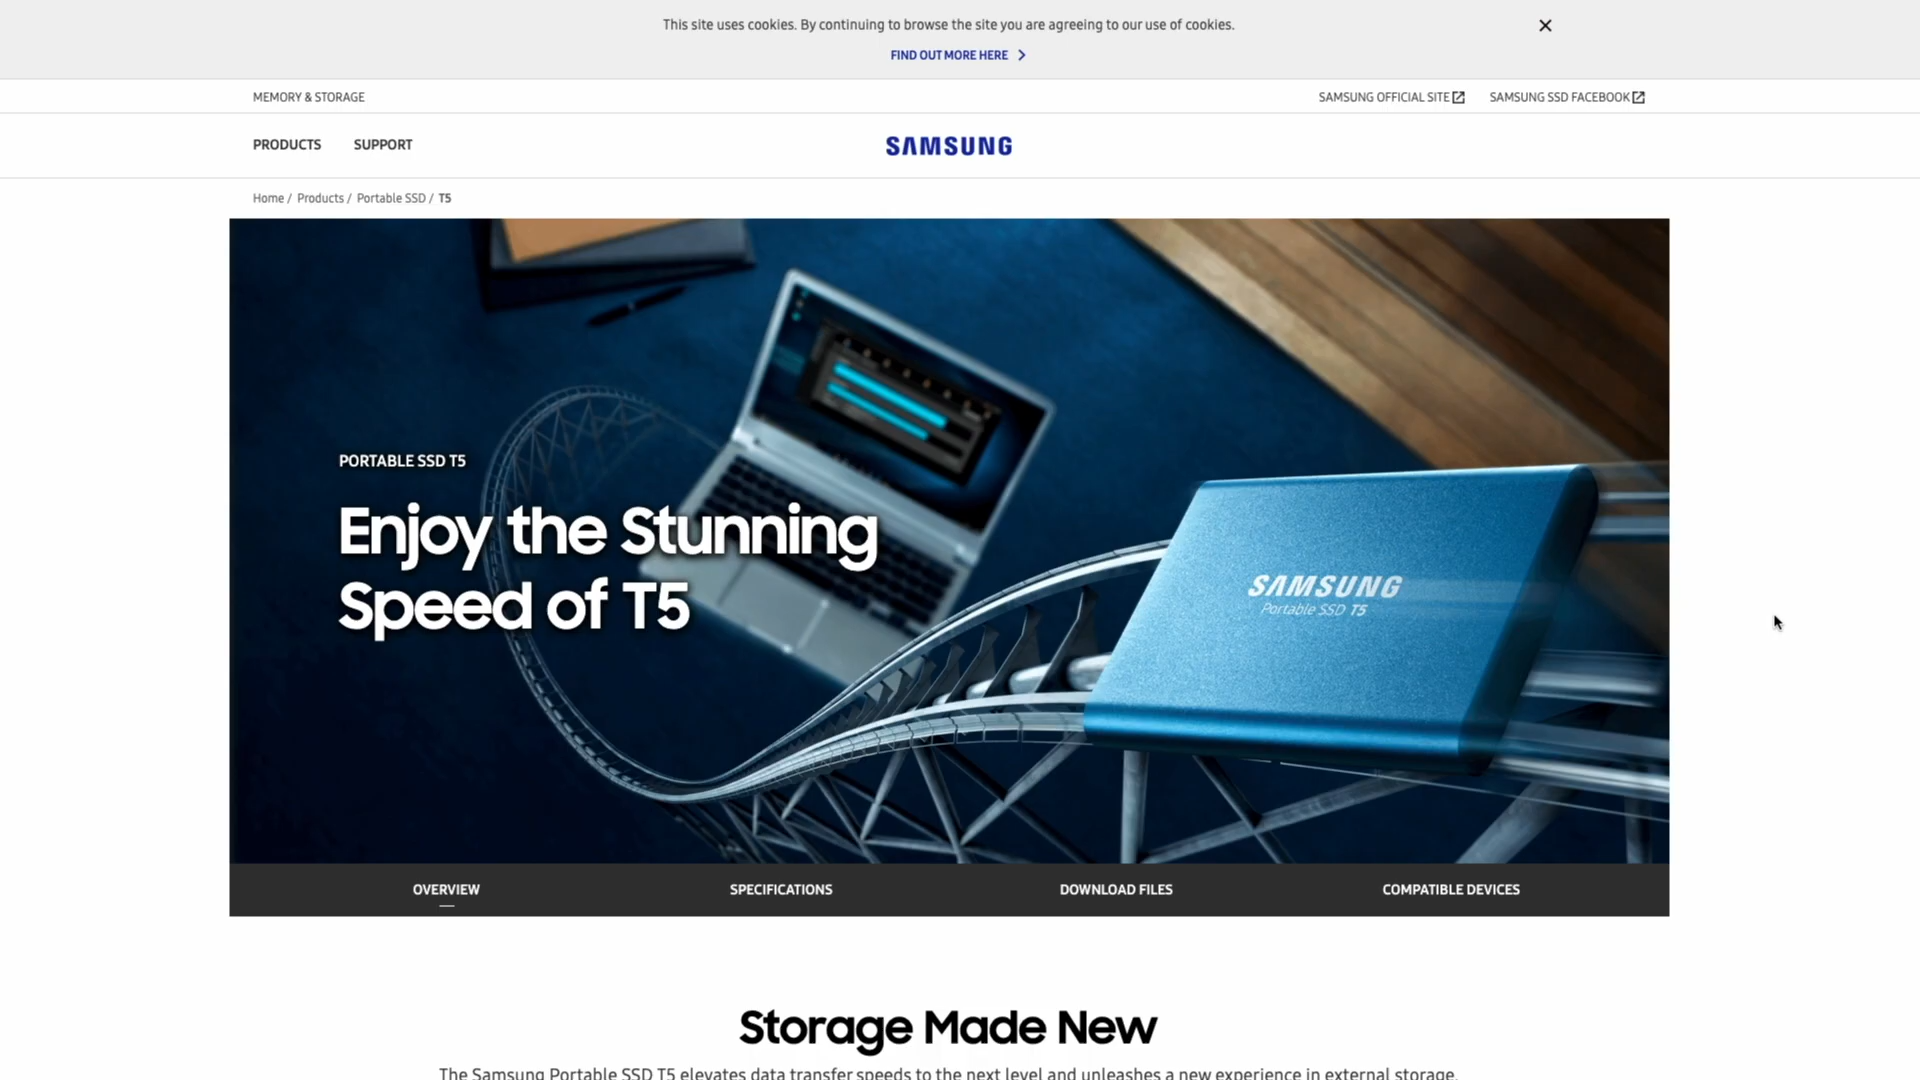 This site uses cookies. By continuing to browse the site you are agreeing to our use of cookies.
FIND OUT MORE HERE
MEMORY & STORAGE
SAMSUNG OFFICIAL SITE
SAMSUNG SSD FACEBOOK
PRODUCTS
SUPPORT
SAMSUNG
Home / Products / Portable SSD / T5
PORTABLE SSD T5
Enjoy the Stunning
Speed of T5
SAMSUNG
Portable SSD T5
OVERVIEW
SPECIFICATIONS
DOWNLOAD FILES
COMPATIBLE DEVICES
Storage Made New
The Samsung Portable SSD T5 elevates data transfer speeds to the next level and unleashes a new experience in external storage.